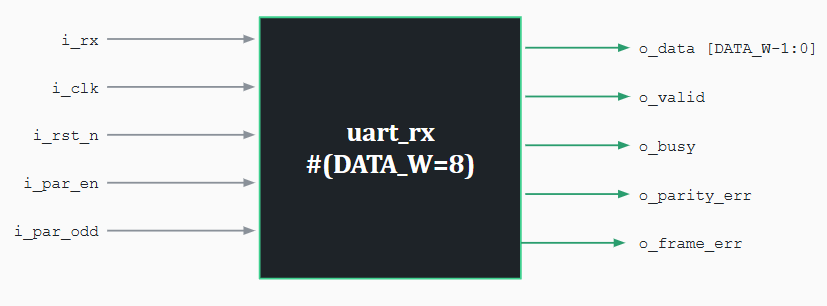 i_rx
i_clk
i_rst_n
i_par_en
i_par_odd
uart_rx
#(DATA_W=8)
o_data [DATA_W-1:0]
o_valid
o_busy
o_parity_err
o_frame_err